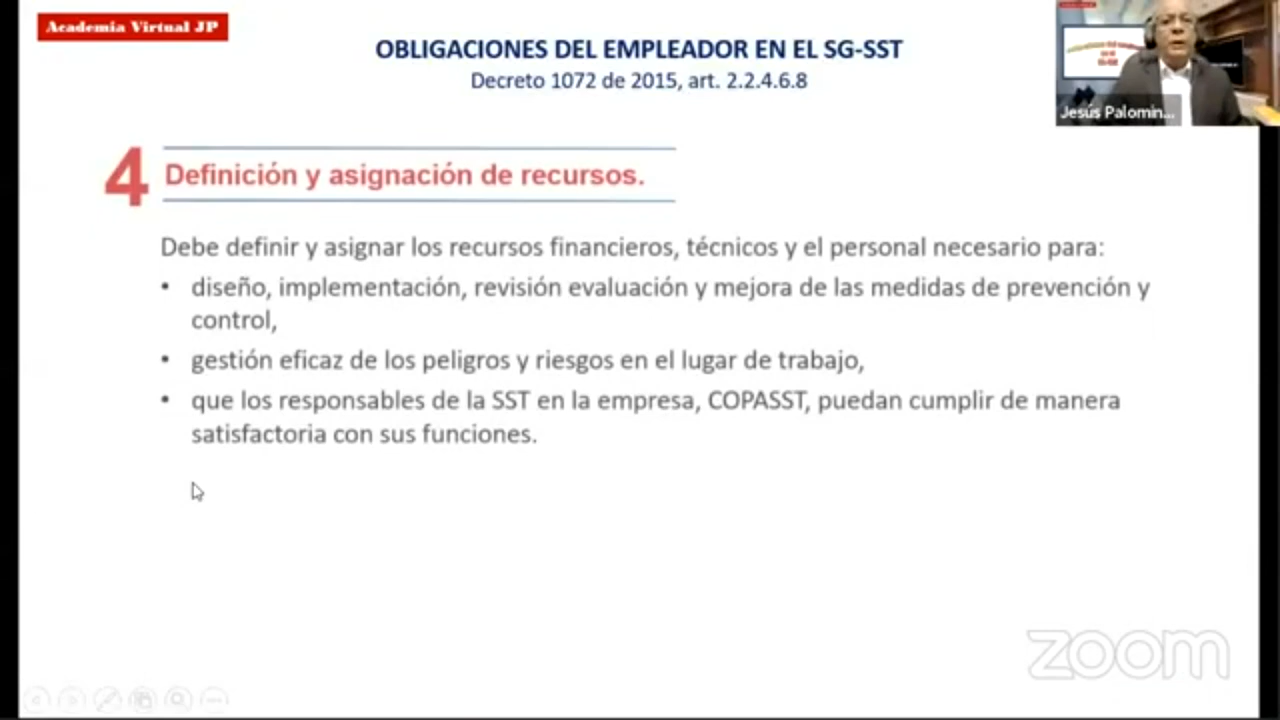 Academia Virtual JP
OBLIGACIONES DEL EMPLEADOR EN EL SG-SST
Decreto 1072 de 2015, art. 2.2.4.6.8
Jesús Palomin...
4 Definición y asignación de recursos.
Debe definir y asignar los recursos financieros, técnicos y el personal necesario para:
• diseño, implementación, revisión evaluación y mejora de las medidas de prevención y
control,
• gestión eficaz de los peligros y riesgos en el lugar de trabajo,
• que los responsables de la SST en la empresa, COPASST, puedan cumplir de manera
satisfactoria con sus funciones.
zoom